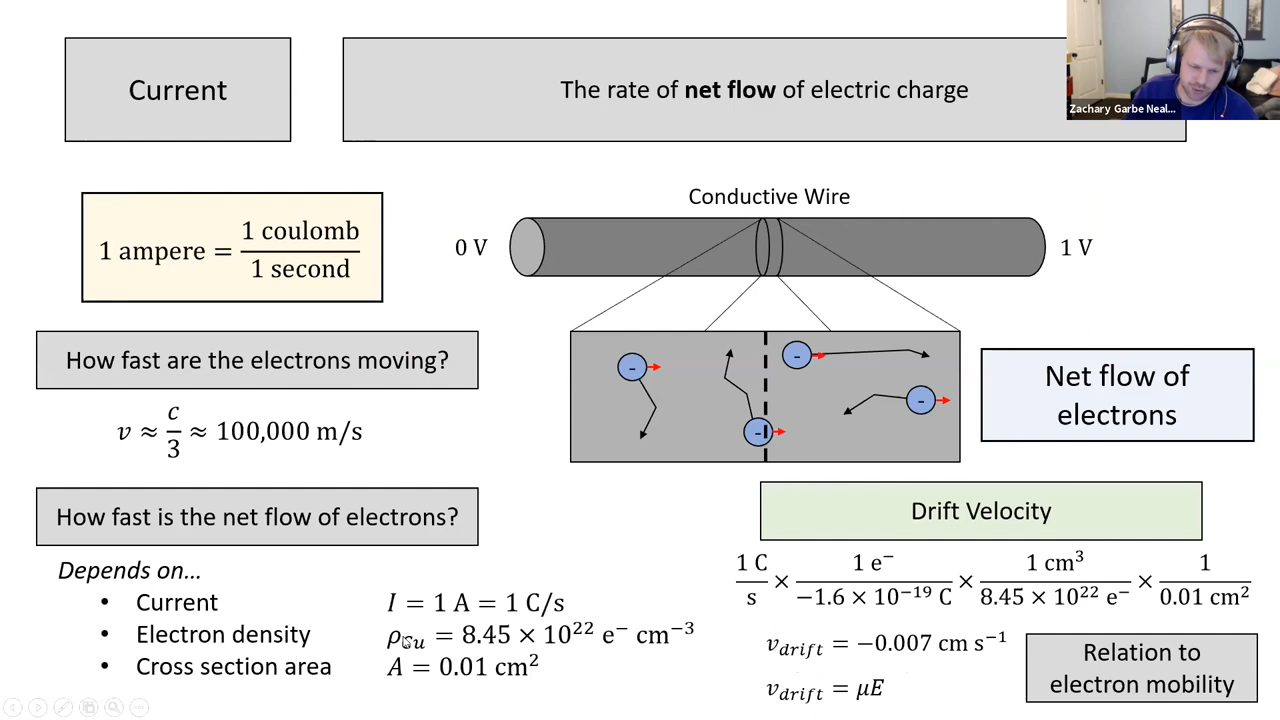 Current
The rate of net flow of electric charge
Zachary Garbe Neal...
1 ampere = 1 coulomb / 1 second
Conductive Wire
0 V
1 V
How fast are the electrons moving?
v ≈ c/3 ≈ 100,000 m/s
- - - -
Net flow of
electrons
How fast is the net flow of electrons?
Drift Velocity
Depends on...
• Current I = 1 A = 1 C/s
• Electron density ρ_Cu = 8.45 × 10²² e⁻ cm⁻³
• Cross section area A = 0.01 cm²
1 C / s × 1 e⁻ / −1.6 × 10⁻¹⁹ C × 1 cm³ / 8.45 × 10²² e⁻ × 1 / 0.01 cm²
v_drift = −0.007 cm s⁻¹
v_drift = μE
Relation to
electron mobility